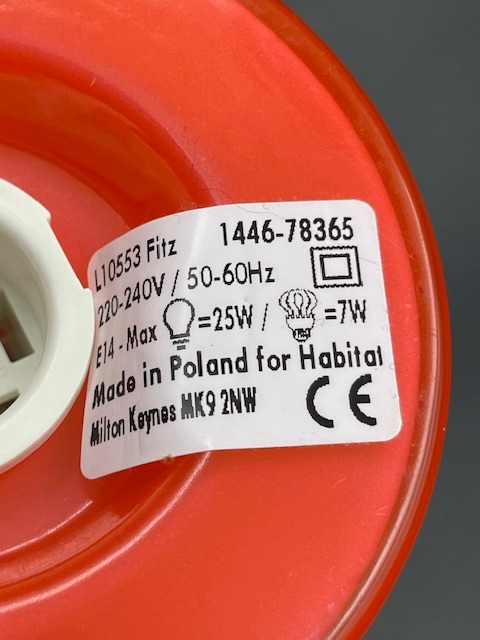 L10553 Fitz 1446-78365
220-240V / 50-60Hz
E14 - Max =25W / =7W
Made in Poland for Habitat
Milton Keynes MK9 2NW CE